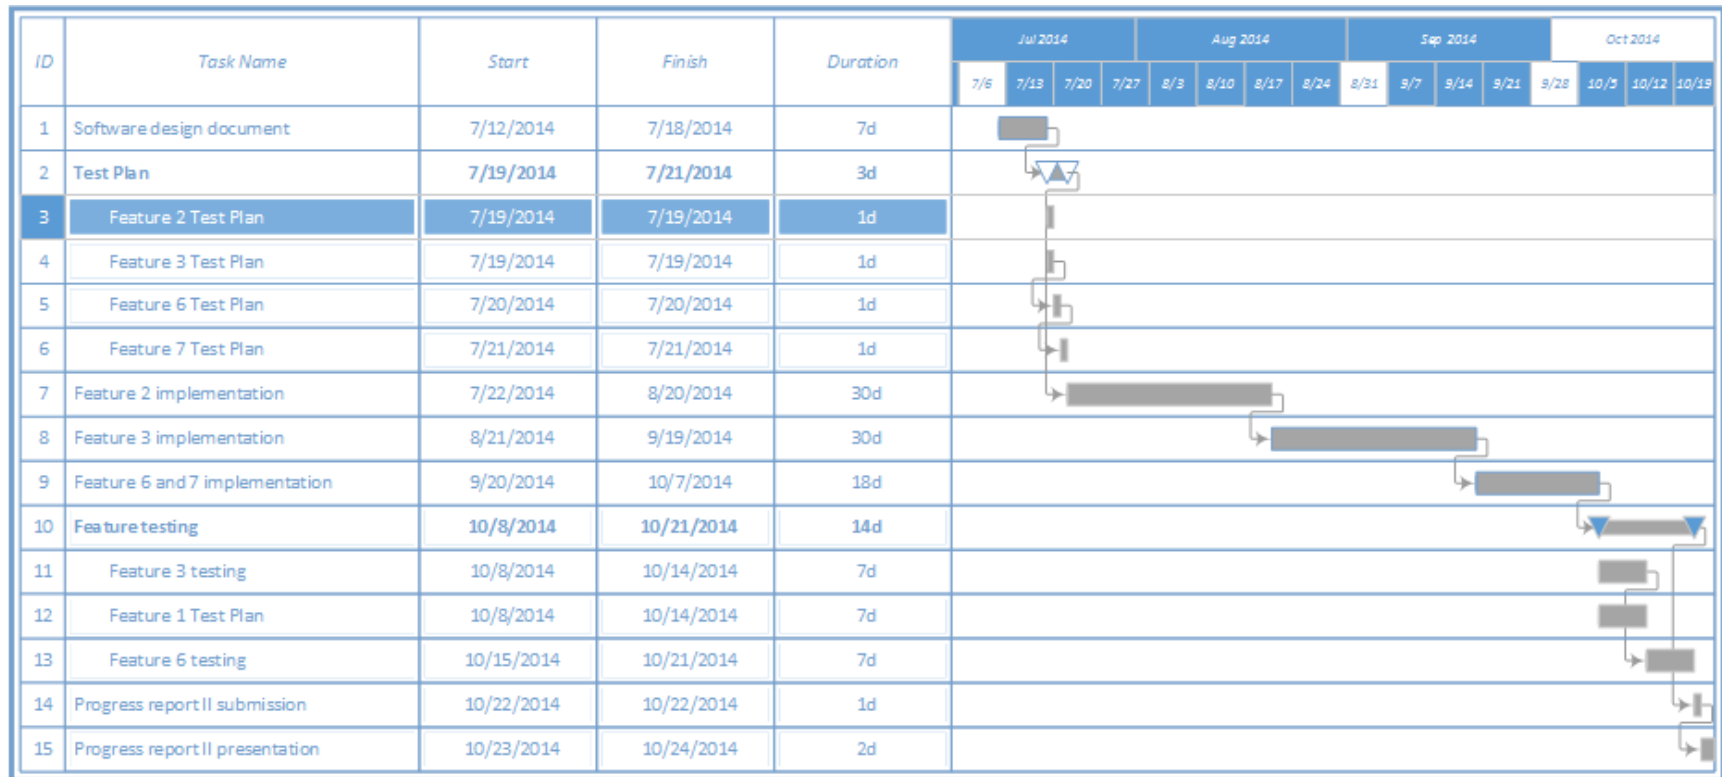 ID Task Name Start Finish Duration Jul 2014 Aug 2014 Sep 2014 Oct 2014
7/6 7/13 7/20 7/27 8/3 8/10 8/17 8/24 8/31 9/7 9/14 9/21 9/28 10/5 10/12 10/19
1 Software design document 7/12/2014 7/18/2014 7d
2 Test Plan 7/19/2014 7/21/2014 3d
3 Feature 2 Test Plan 7/19/2014 7/19/2014 1d
4 Feature 3 Test Plan 7/19/2014 7/19/2014 1d
5 Feature 6 Test Plan 7/20/2014 7/20/2014 1d
6 Feature 7 Test Plan 7/21/2014 7/21/2014 1d
7 Feature 2 implementation 7/22/2014 8/20/2014 30d
8 Feature 3 implementation 8/21/2014 9/19/2014 30d
9 Feature 6 and 7 implementation 9/20/2014 10/7/2014 18d
10 Feature testing 10/8/2014 10/21/2014 14d
11 Feature 3 testing 10/8/2014 10/14/2014 7d
12 Feature 1 Test Plan 10/8/2014 10/14/2014 7d
13 Feature 6 testing 10/15/2014 10/21/2014 7d
14 Progress report II submission 10/22/2014 10/22/2014 1d
15 Progress report II presentation 10/23/2014 10/24/2014 2d